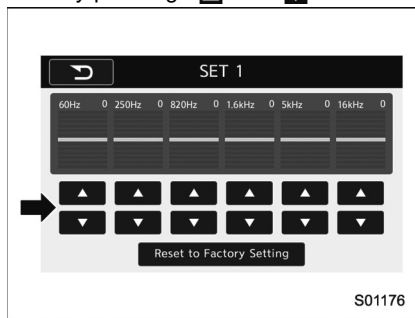 SET 1
60Hz 0 250Hz 0 820Hz 0 1.6kHz 0 5kHz 0 16kHz 0
Reset to Factory Setting
S01176